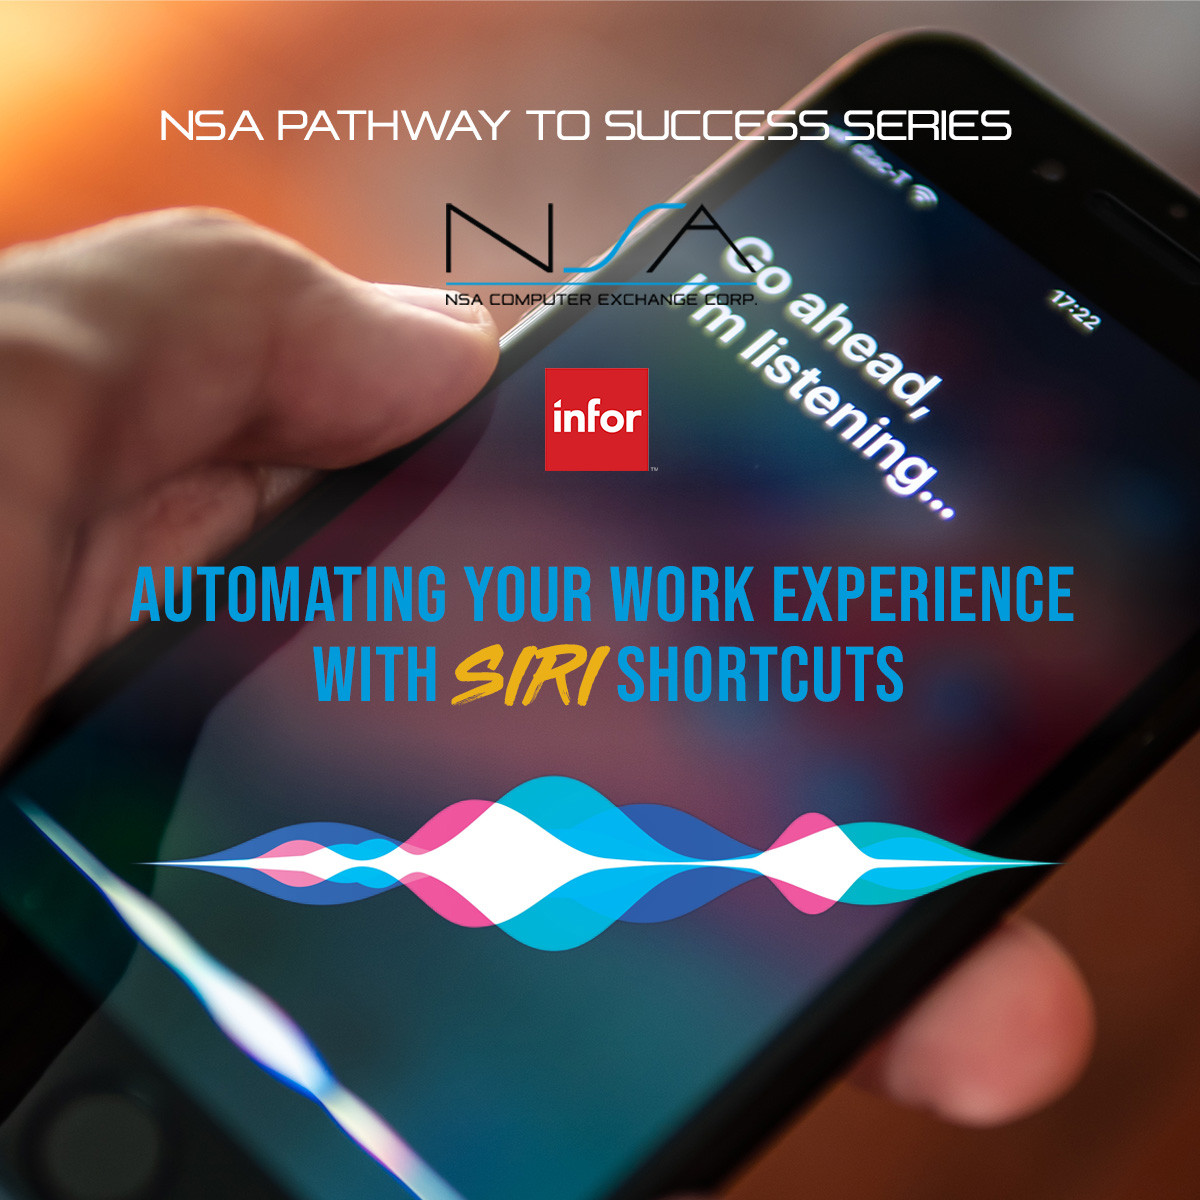 NSA PATHWAY TO SUCCESS SERIES
NSA
NSA COMPUTER EXCHANGE CORP.
17:22
Go ahead,
I'm listening...
infor
™
AUTOMATING YOUR WORK EXPERIENCE
WITH SIRI SHORTCUTS